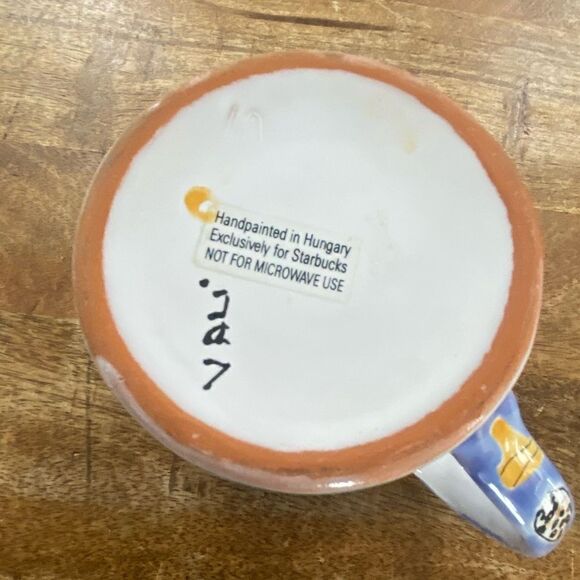 Handpainted in Hungary
Exclusively for Starbucks
NOT FOR MICROWAVE USE